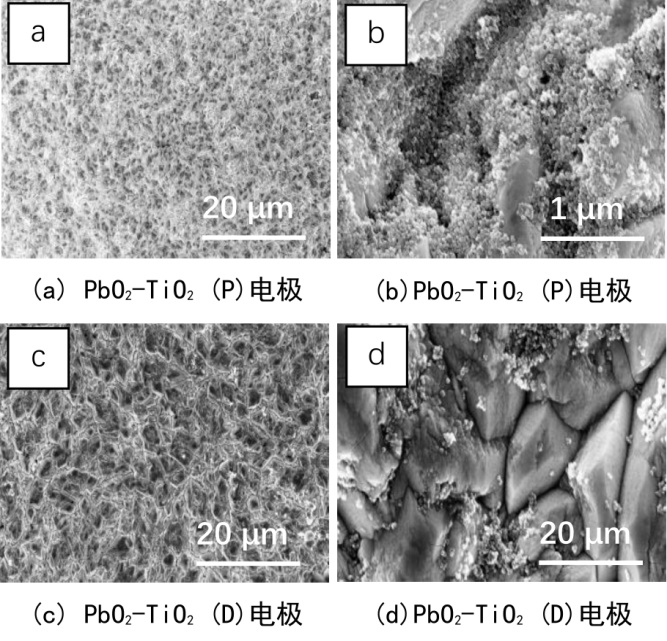 a
b
20 μm
1 μm
(a) PbO₂-TiO₂ (P)电极
(b)PbO₂-TiO₂ (P)电极
c
d
20 μm
20 μm
(c) PbO₂-TiO₂ (D)电极
(d)PbO₂-TiO₂ (D)电极